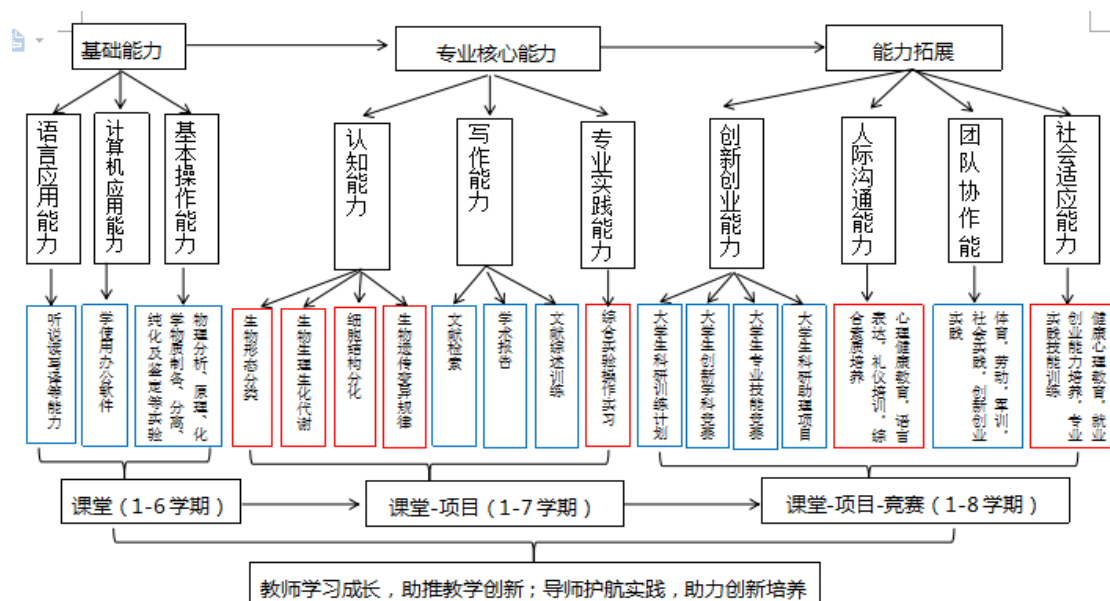 基础能力
专业核心能力
能力拓展
语言应用能力
计算机应用能力
基本操作能力
认知能力
写作能力
专业实践能力
创新创业能力
人际沟通能力
团队协作能
社会适应能力
听说读写译等能力
学使用办公软件
物理分析、原理、化
学物质制备、分离、
纯化及鉴定等实验
生物形态分类
生物生理生化代谢
细胞结构分化
生物遗传变异规律
文献检索
学术报告
文献综述训练
综合实验操作实习
大学生科研训练计划
大学生创新学科竞赛
大学生专业技能竞赛
大学生科研助理项目
心理健康教育，语言
表达，礼仪培训，综
合素质培养
体育，劳动，军训，
社会实践，创新创业
实践
健康心理教育，就业
创业能力培养，专业
实践技能训练
课堂（1-6学期）
课堂-项目（1-7学期）
课堂-项目-竞赛（1-8学期）
教师学习成长，助推教学创新；导师护航实践，助力创新培养